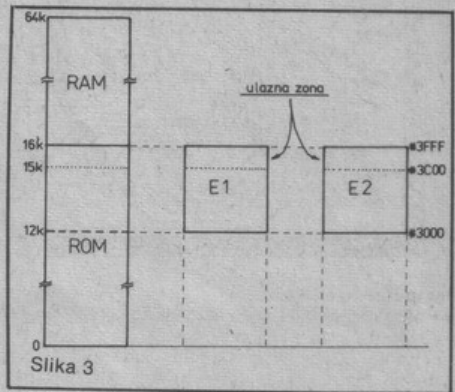 64k
RAM
ulazna zona
16k
#3FFF
15k
#3C00
E1
E2
12k
#3000
ROM
0
Slika 3